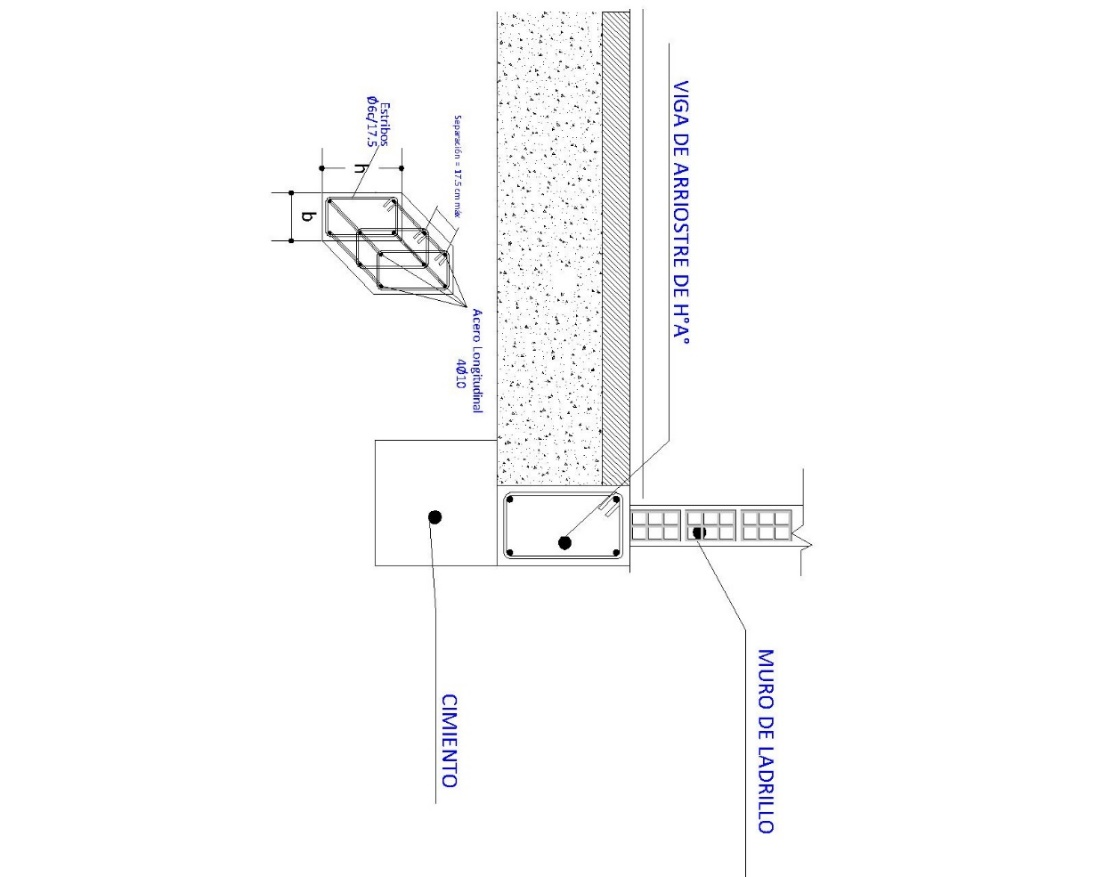 VIGA DE ARRIOSTRE DE H°A°
MURO DE LADRILLO
CIMIENTO
Separación = 17.5 cm máx
Estribos
Ø6c/17.5
h
b
Acero Longitudinal
4Ø10